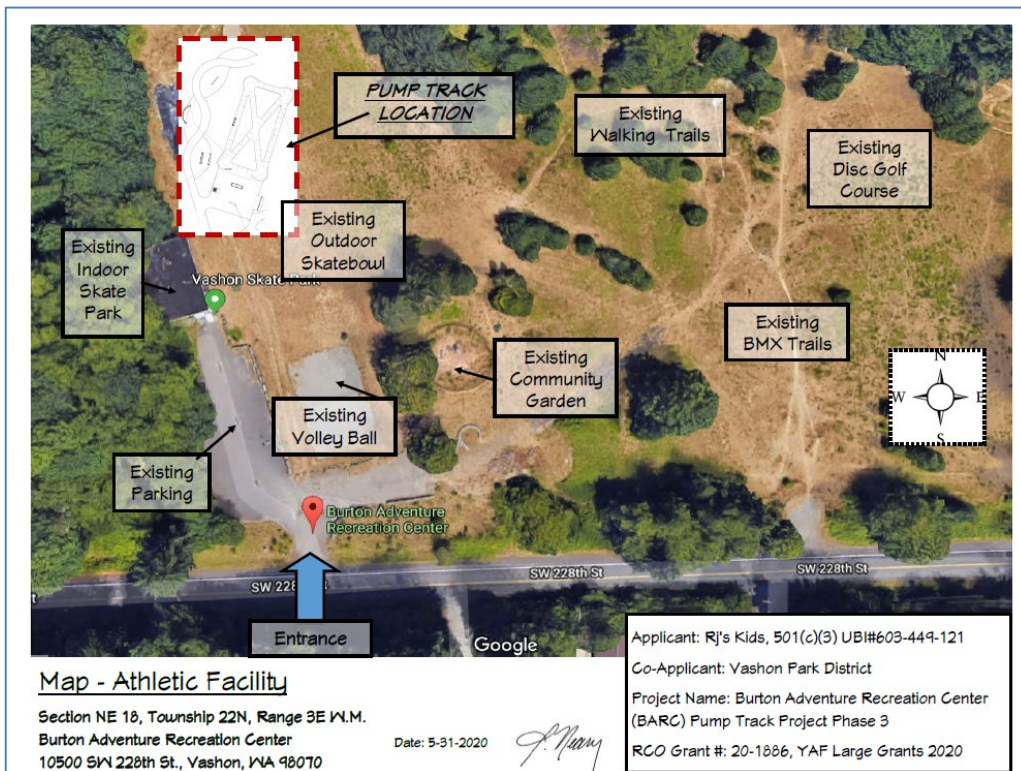 PUMP TRACK
LOCATION
Existing
Walking Trails
Existing
Disc Golf
Course
Existing
Outdoor
Skatebowl
Existing
Indoor
Skate
Park
Vashon Skate Park
Existing
BMX Trails
Existing
Community
Garden
N
W E
S
Existing
Volley Ball
Existing
Parking
Burton Adventure
Recreation Center
SW 228th St
SW 228th St
Entrance
Google
Map - Athletic Facility
Section NE 18, Township 22N, Range 3E W.M.
Burton Adventure Recreation Center
10500 SW 228th St., Vashon, WA 98070
Date: 5-31-2020
Applicant: Rj's Kids, 501(c)(3) UBI#603-449-121
Co-Applicant: Vashon Park District
Project Name: Burton Adventure Recreation Center
(BARC) Pump Track Project Phase 3
RCO Grant #: 20-1886, YAF Large Grants 2020